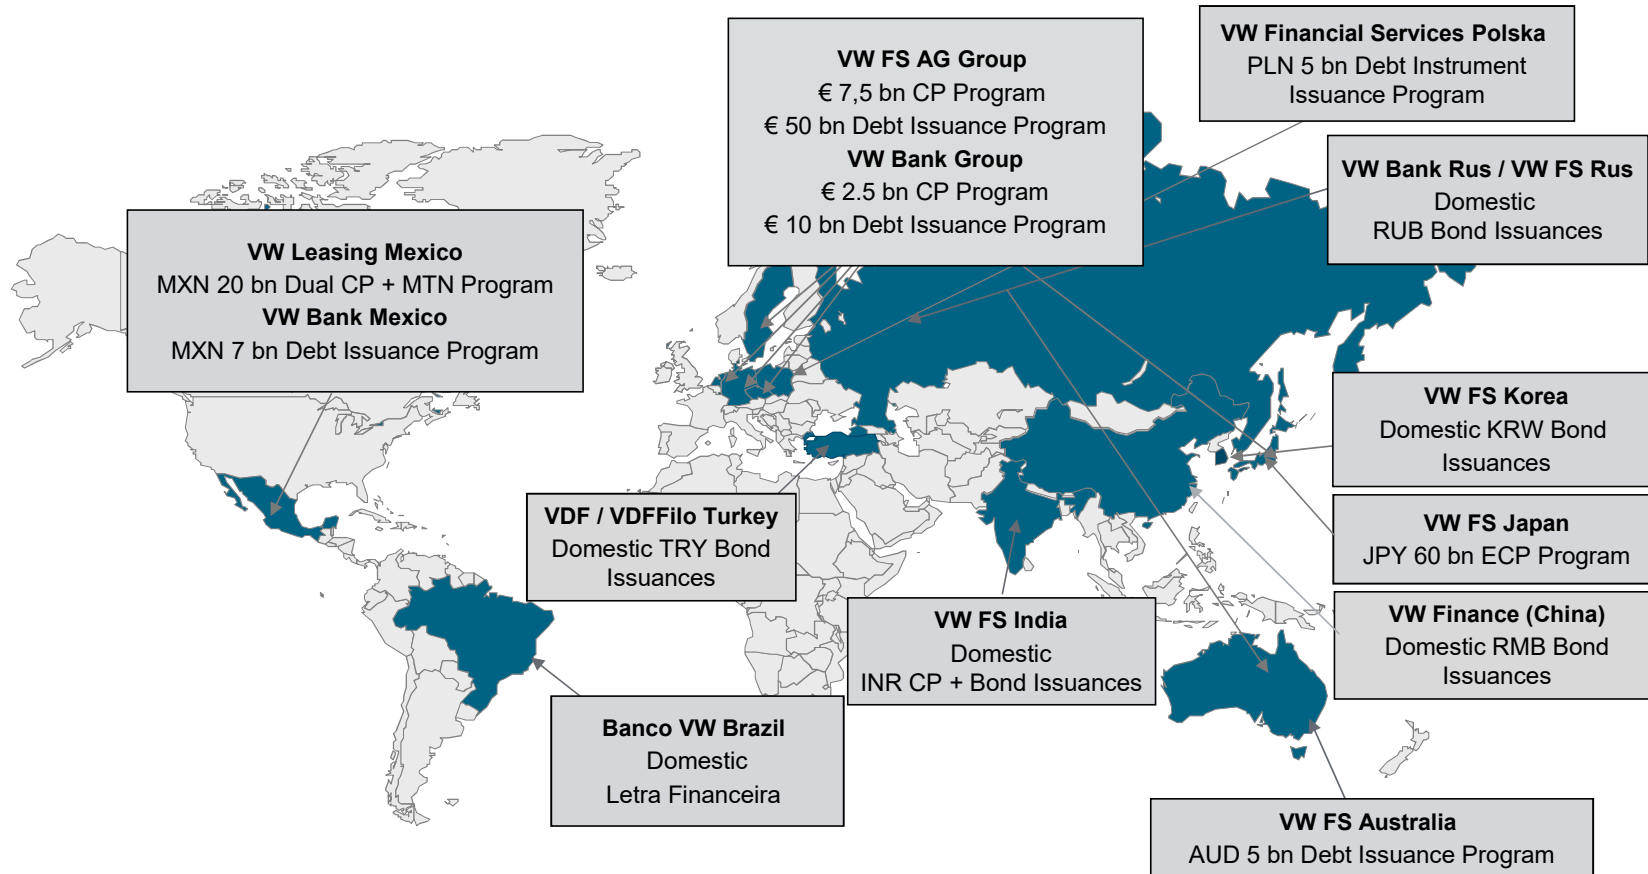 VW FS AG Group
€ 7,5 bn CP Program
€ 50 bn Debt Issuance Program
VW Bank Group
€ 2.5 bn CP Program
€ 10 bn Debt Issuance Program
VW Financial Services Polska
PLN 5 bn Debt Instrument
Issuance Program
VW Bank Rus / VW FS Rus
Domestic
RUB Bond Issuances
VW Leasing Mexico
MXN 20 bn Dual CP + MTN Program
VW Bank Mexico
MXN 7 bn Debt Issuance Program
VW FS Korea
Domestic KRW Bond
Issuances
VDF / VDFFilo Turkey
Domestic TRY Bond
Issuances
VW FS Japan
JPY 60 bn ECP Program
VW FS India
Domestic
INR CP + Bond Issuances
VW Finance (China)
Domestic RMB Bond
Issuances
Banco VW Brazil
Domestic
Letra Financeira
VW FS Australia
AUD 5 bn Debt Issuance Program